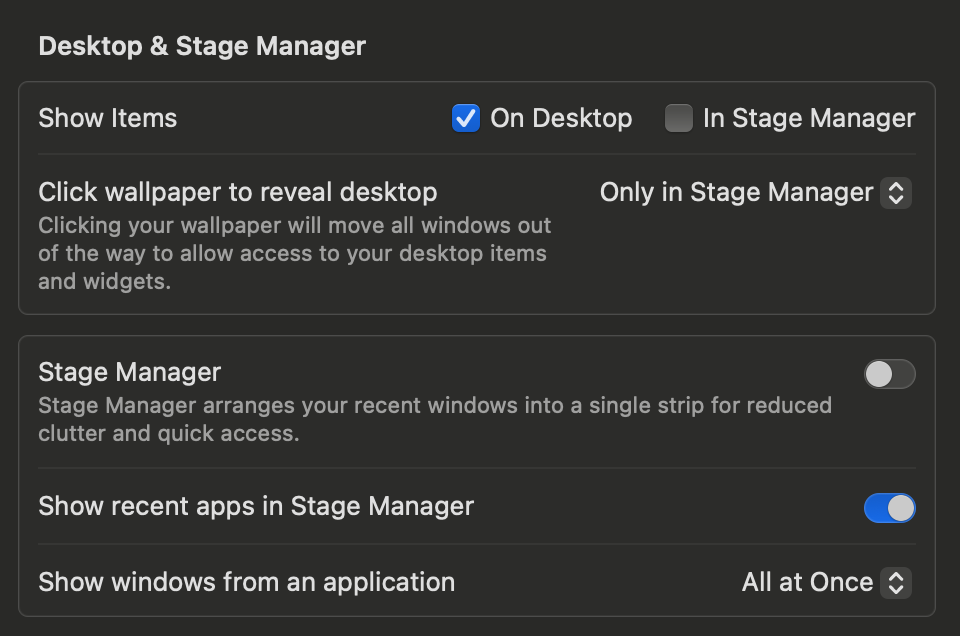 Desktop & Stage Manager
Show Items On Desktop In Stage Manager
Click wallpaper to reveal desktop Only in Stage Manager
Clicking your wallpaper will move all windows out
of the way to allow access to your desktop items
and widgets.
Stage Manager
Stage Manager arranges your recent windows into a single strip for reduced
clutter and quick access.
Show recent apps in Stage Manager
Show windows from an application All at Once